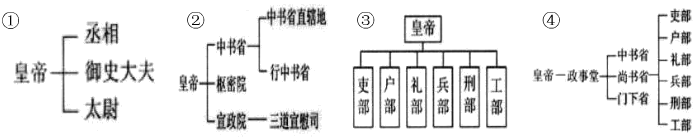 ①
皇帝
丞相
御史大夫
太尉
②
皇帝
中书省
中书省直辖地
行中书省
枢密院
宣政院
三道宣慰司
③
皇帝
吏部
户部
礼部
兵部
刑部
工部
④
皇帝
政事堂
中书省
尚书省
门下省
吏部
户部
礼部
兵部
刑部
工部